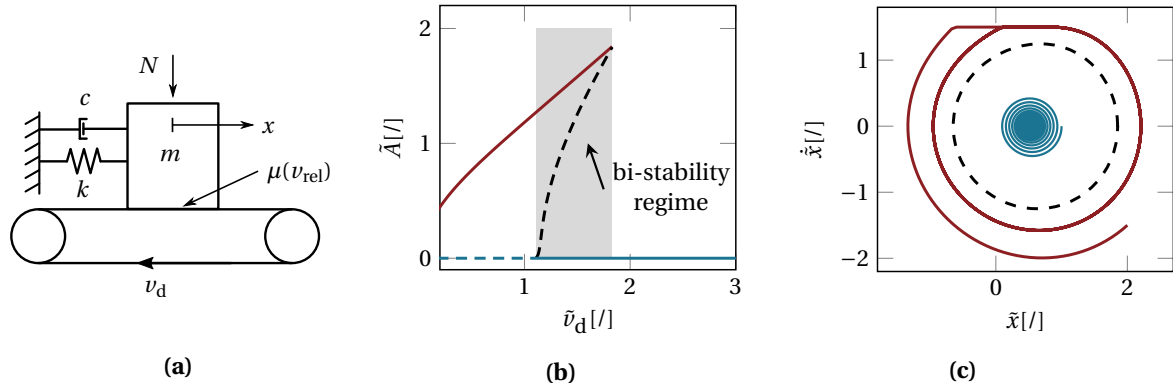 N
c
x
m
k
μ(v_rel)
v_d
(a)
2
1
0
Ã[/]
bi-stability
regime
1
2
3
ṽ_d[/]
(b)
1
0
−1
−2
ẋ̃[/]
0
2
x̃[/]
(c)